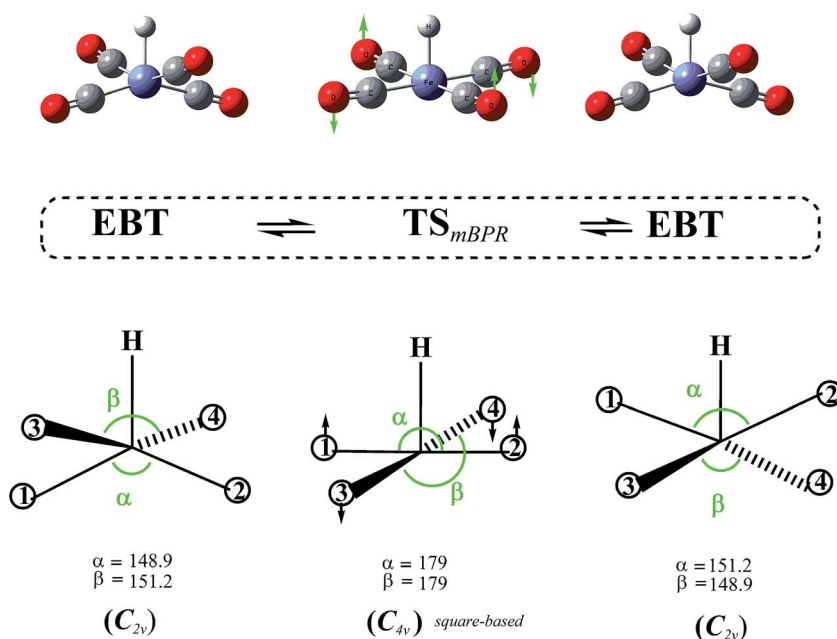 H
O C C O
Fe
O C C O
EBT ⇌ TS mBPR ⇌ EBT
H H H
β 4 α 4 1 α 2
3 1 2
1 α 2 3 β 3 β 4
α = 148.9 α = 179 α = 151.2
β = 151.2 β = 179 β = 148.9
(C2v) (C4v) square-based (C2v)